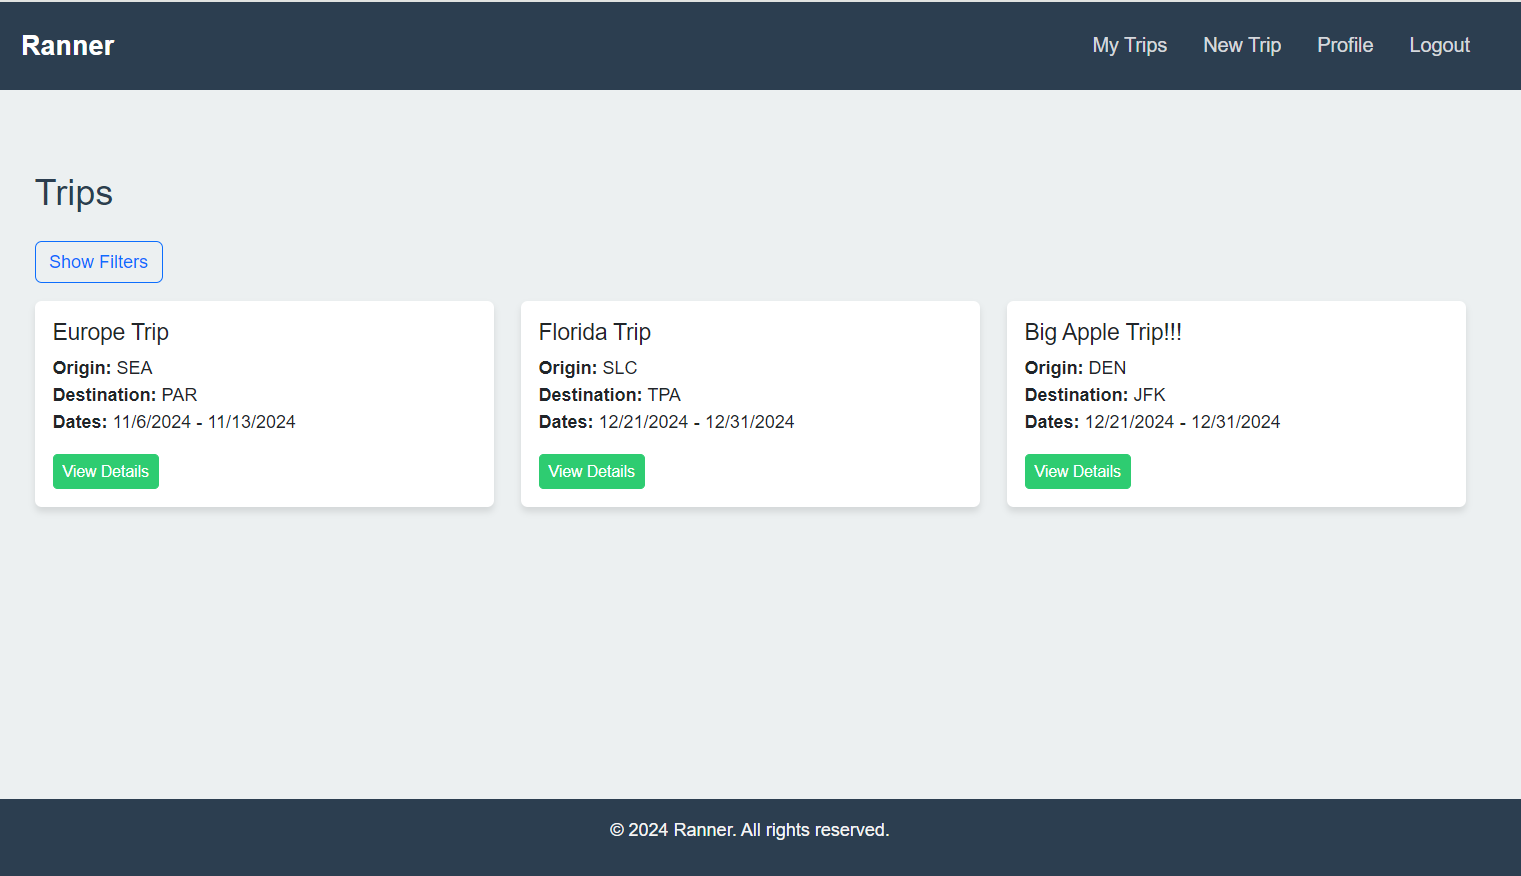 Ranner
My Trips New Trip Profile Logout
Trips
Show Filters
Europe Trip
Origin: SEA
Destination: PAR
Dates: 11/6/2024 - 11/13/2024
View Details
Florida Trip
Origin: SLC
Destination: TPA
Dates: 12/21/2024 - 12/31/2024
View Details
Big Apple Trip!!!
Origin: DEN
Destination: JFK
Dates: 12/21/2024 - 12/31/2024
View Details
© 2024 Ranner. All rights reserved.